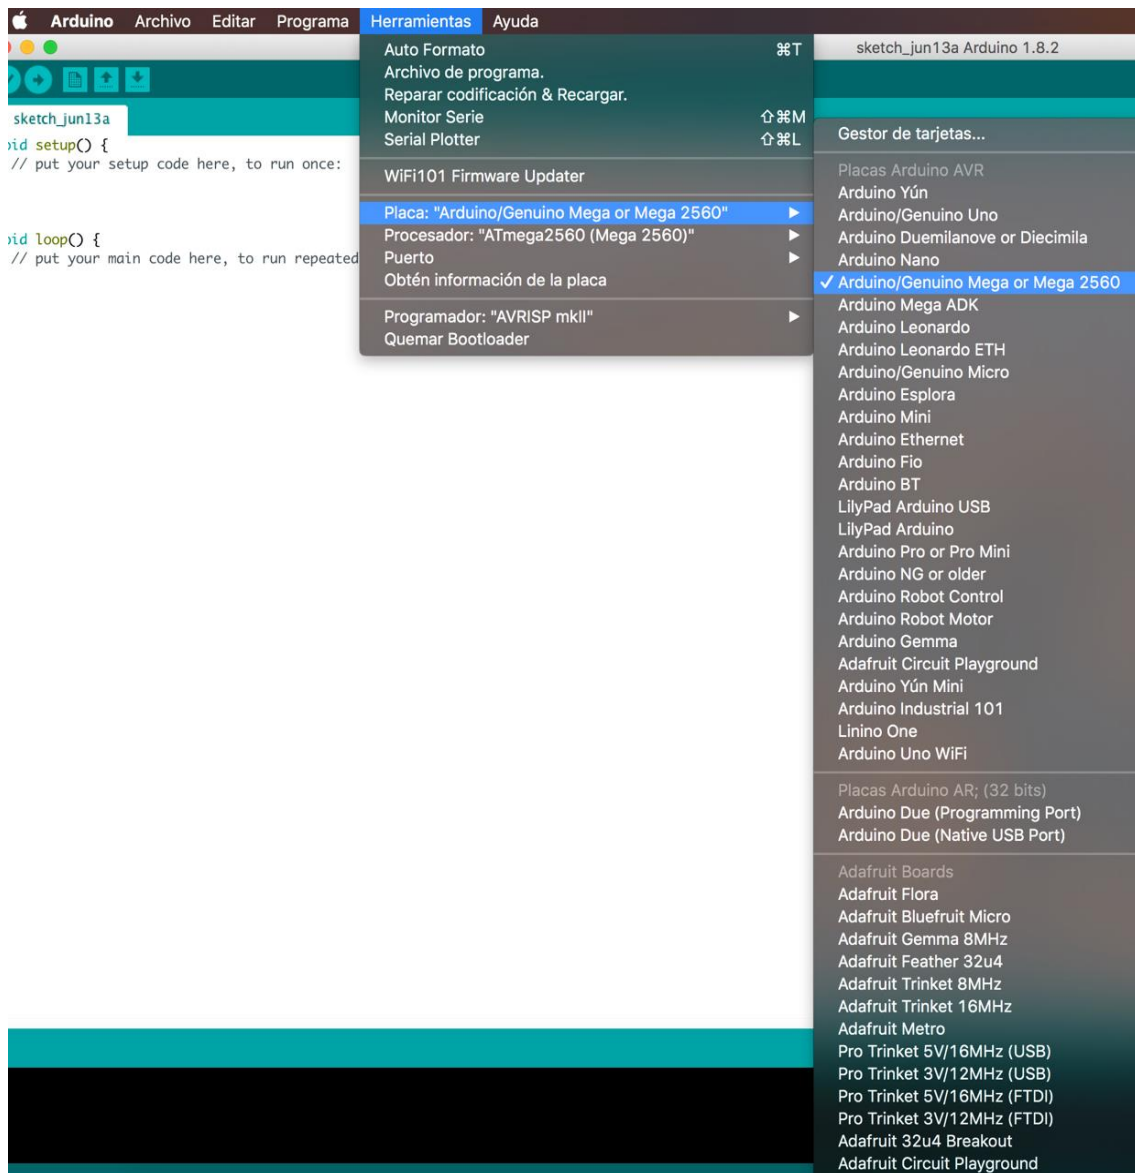 Arduino Archivo Editar Programa Herramientas Ayuda
sketch_jun13a Arduino 1.8.2
sketch_jun13a
oid setup() {
// put your setup code here, to run once:
oid loop() {
// put your main code here, to run repeated
Auto Formato ⌘T
Archivo de programa.
Reparar codificación & Recargar.
Monitor Serie ⇧⌘M
Serial Plotter ⇧⌘L
WiFi101 Firmware Updater
Placa: "Arduino/Genuino Mega or Mega 2560" ▶
Procesador: "ATmega2560 (Mega 2560)" ▶
Puerto ▶
Obtén información de la placa
Programador: "AVRISP mkII" ▶
Quemar Bootloader
Gestor de tarjetas...
Placas Arduino AVR
Arduino Yún
Arduino/Genuino Uno
Arduino Duemilanove or Diecimila
Arduino Nano
✓ Arduino/Genuino Mega or Mega 2560
Arduino Mega ADK
Arduino Leonardo
Arduino Leonardo ETH
Arduino/Genuino Micro
Arduino Esplora
Arduino Mini
Arduino Ethernet
Arduino Fio
Arduino BT
LilyPad Arduino USB
LilyPad Arduino
Arduino Pro or Pro Mini
Arduino NG or older
Arduino Robot Control
Arduino Robot Motor
Arduino Gemma
Adafruit Circuit Playground
Arduino Yún Mini
Arduino Industrial 101
Linino One
Arduino Uno WiFi
Placas Arduino AR; (32 bits)
Arduino Due (Programming Port)
Arduino Due (Native USB Port)
Adafruit Boards
Adafruit Flora
Adafruit Bluefruit Micro
Adafruit Gemma 8MHz
Adafruit Feather 32u4
Adafruit Trinket 8MHz
Adafruit Trinket 16MHz
Adafruit Metro
Pro Trinket 5V/16MHz (USB)
Pro Trinket 3V/12MHz (USB)
Pro Trinket 5V/16MHz (FTDI)
Pro Trinket 3V/12MHz (FTDI)
Adafruit 32u4 Breakout
Adafruit Circuit Playground